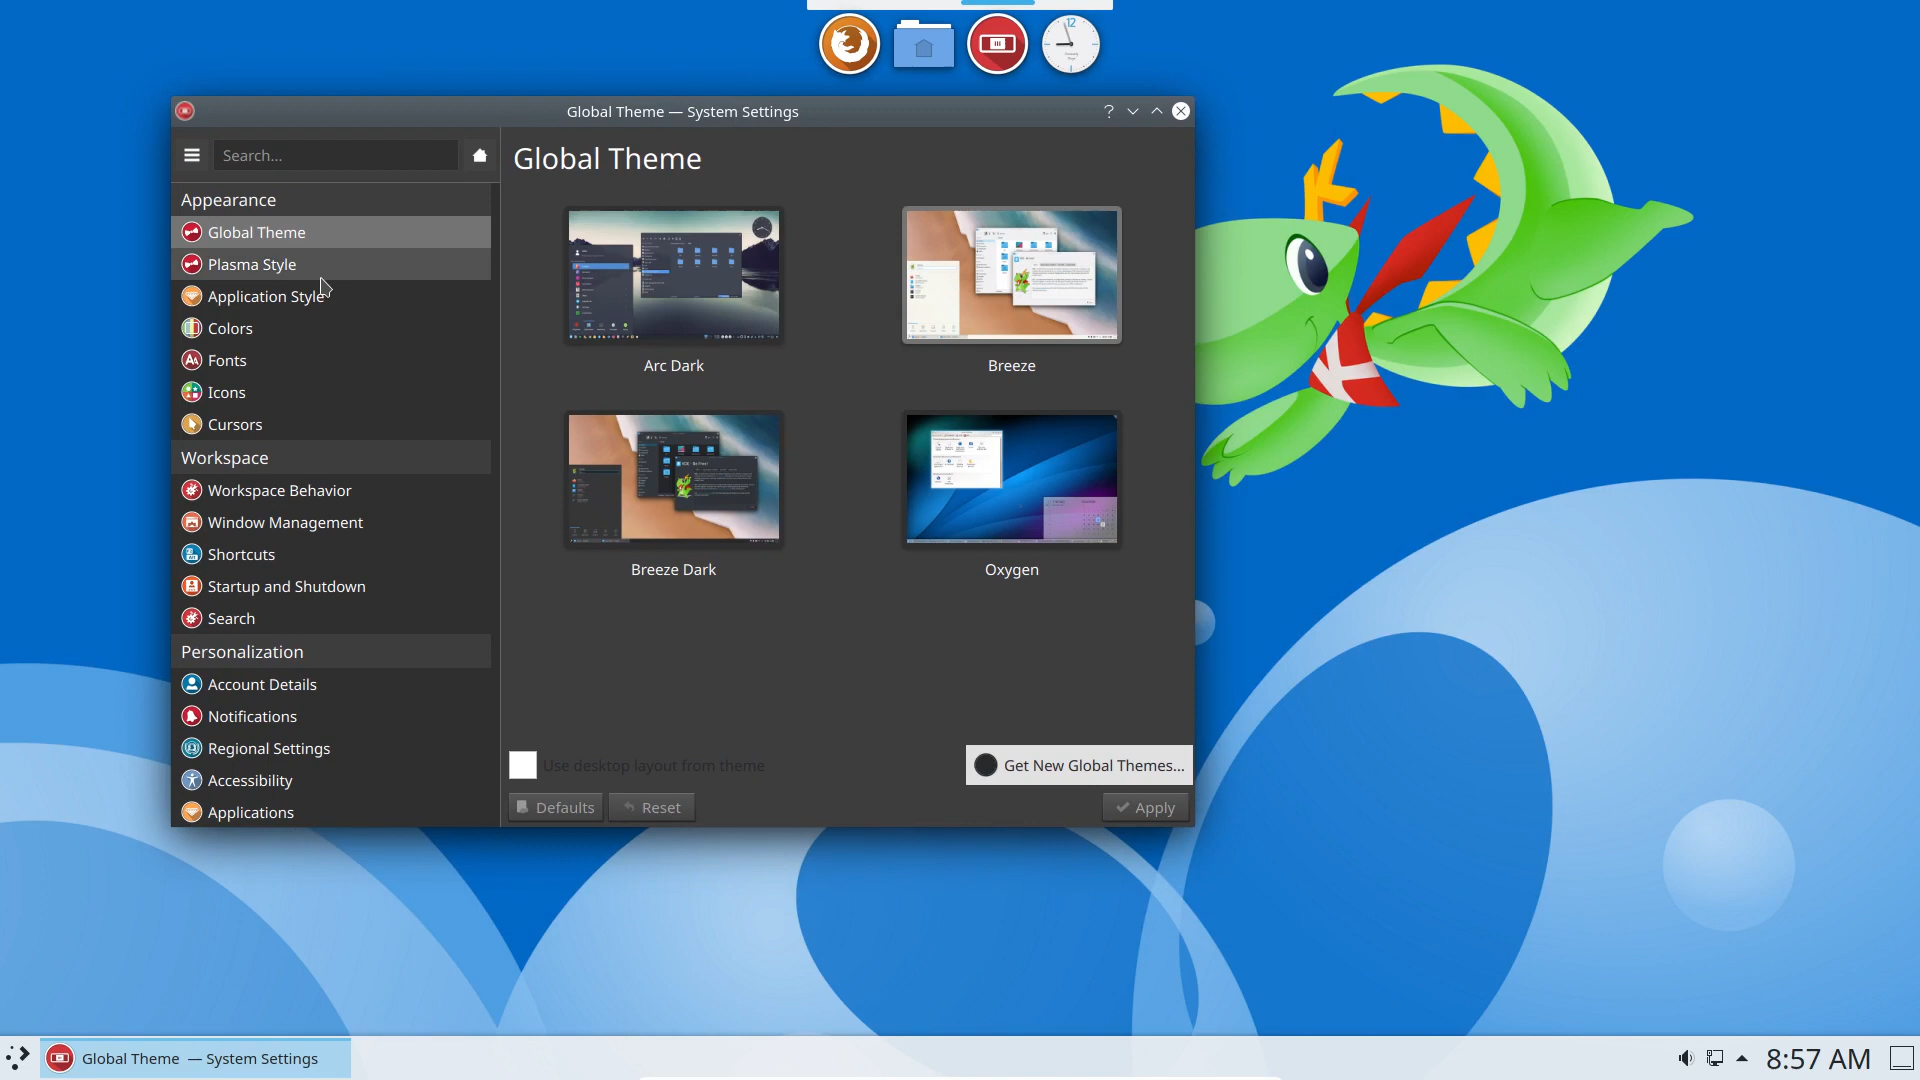 12
Global Theme — System Settings
Search...
Appearance
Global Theme
Plasma Style
Application Style
Colors
Fonts
Icons
Cursors
Workspace
Workspace Behavior
Window Management
Shortcuts
Startup and Shutdown
Search
Personalization
Account Details
Notifications
Regional Settings
Accessibility
Applications
Global Theme
Arc Dark
Breeze
Breeze Dark
Oxygen
Use desktop layout from theme
Get New Global Themes...
Defaults
Reset
Apply
Global Theme — System Settings
8:57 AM